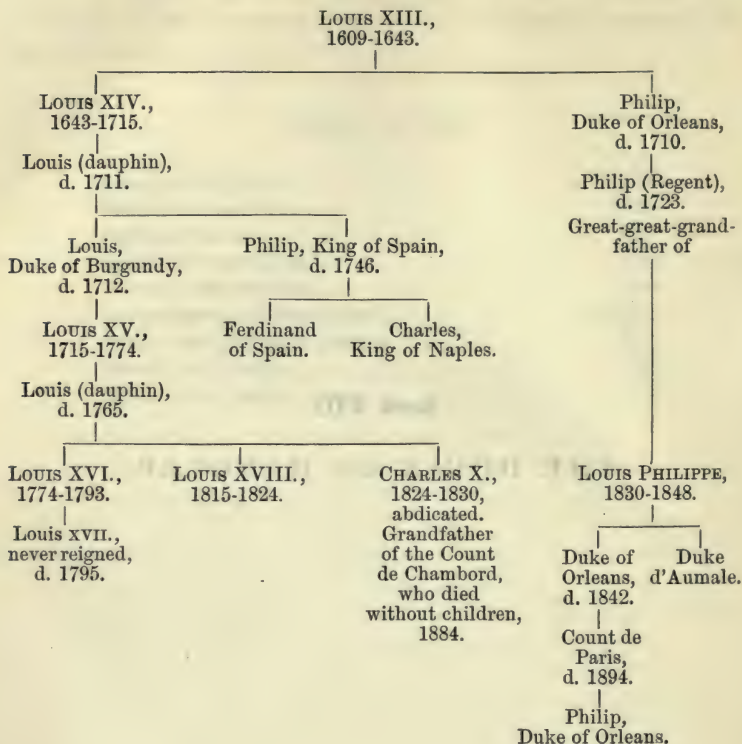 LOUIS XIII.,
1609-1643.
LOUIS XIV.,
1643-1715.
Philip,
Duke of Orleans,
d. 1710.
Louis (dauphin),
d. 1711.
Philip (Regent),
d. 1723.
Great-great-grand-
father of
Louis,
Duke of Burgundy,
d. 1712.
Philip, King of Spain,
d. 1746.
LOUIS XV.,
1715-1774.
Ferdinand
of Spain.
Charles,
King of Naples.
Louis (dauphin),
d. 1765.
LOUIS XVI.,
1774-1793.
LOUIS XVIII.,
1815-1824.
CHARLES X.,
1824-1830,
abdicated.
Grandfather
of the Count
de Chambord,
who died
without children,
1884.
LOUIS PHILIPPE,
1830-1848.
Louis XVII.,
never reigned,
d. 1795.
Duke of
Orleans,
d. 1842.
Duke
d'Aumale.
Count de
Paris,
d. 1894.
Philip,
Duke of Orleans.